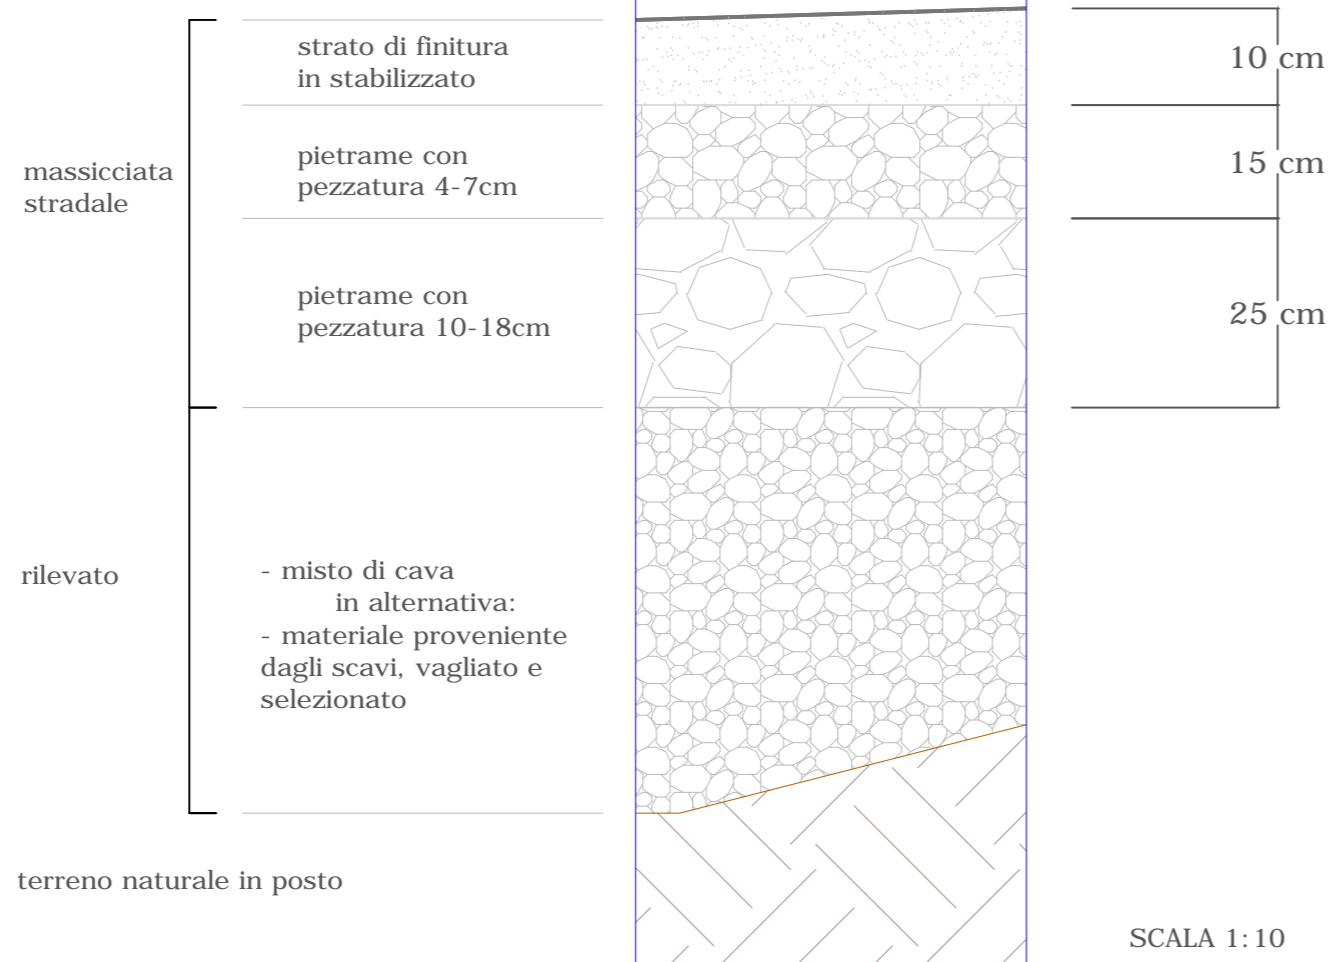 strato di finitura
in stabilizzato
10 cm
massicciata
stradale
pietrame con
pezzatura 4-7cm
15 cm
pietrame con
pezzatura 10-18cm
25 cm
rilevato
- misto di cava
in alternativa:
- materiale proveniente
dagli scavi, vagliato e
selezionato
terreno naturale in posto
SCALA 1:10